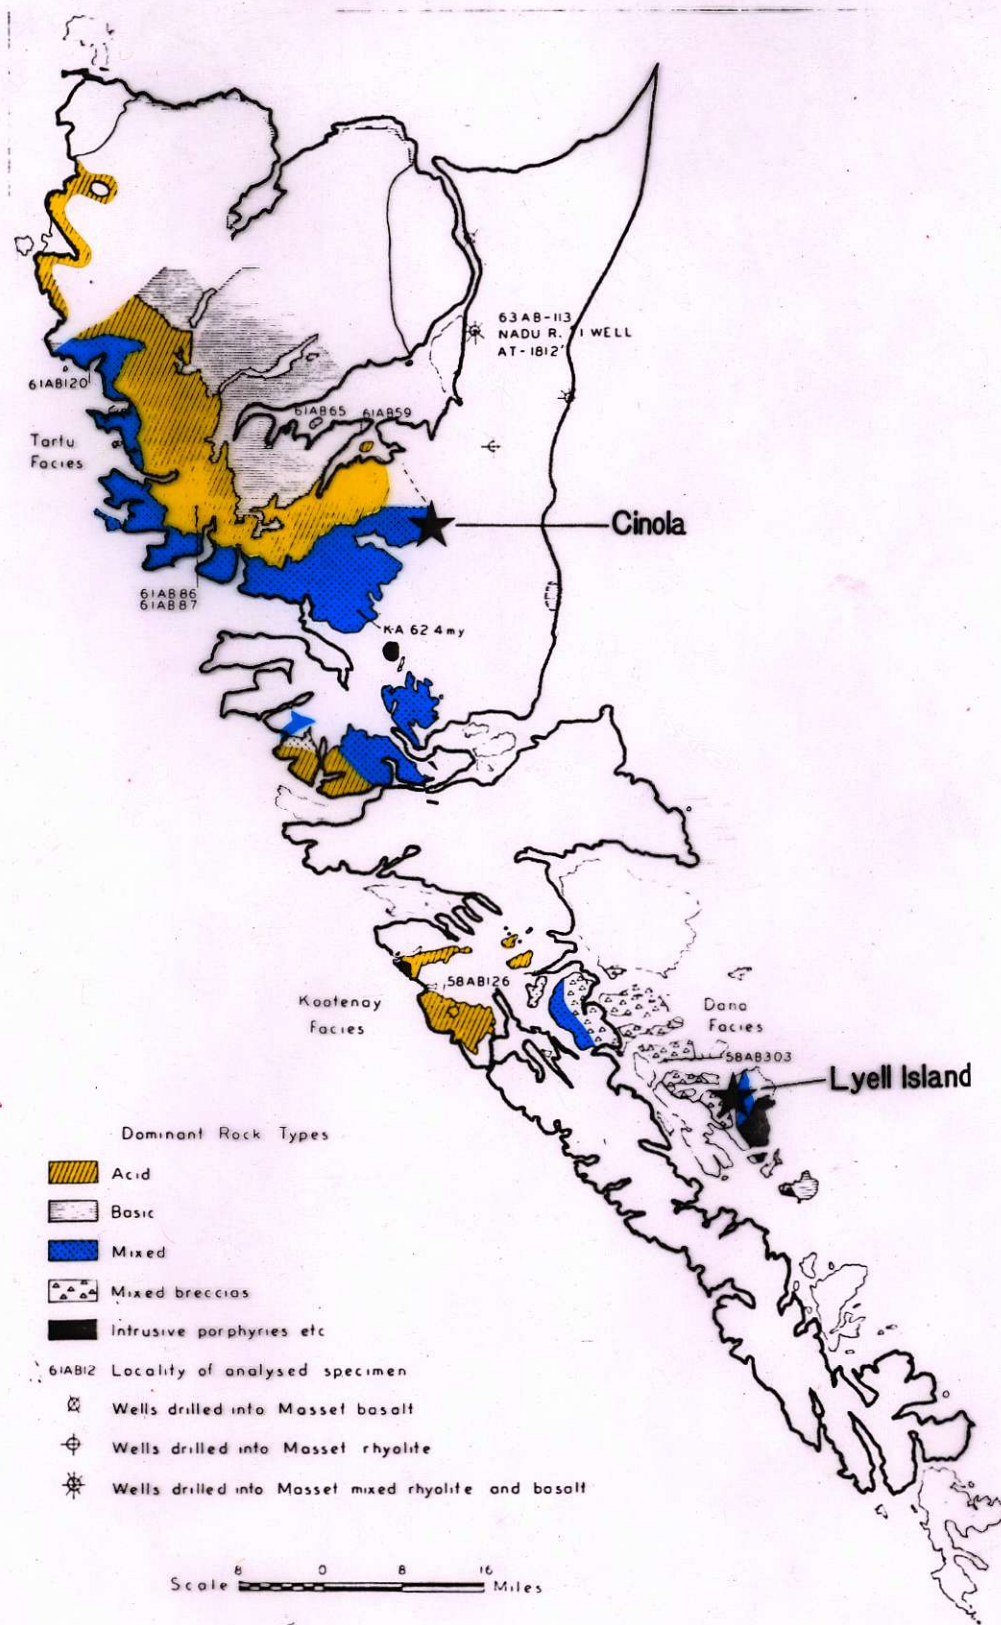 63AB-113
NADU R. #1 WELL
AT-1812'
61AB120
61AB65
61AB59
Tartu
Facies
Cinola
61AB86
61AB87
KA 62.4my
58AB126
Kootenay
Facies
Dana
Facies
58AB303
Lyell Island
Dominant Rock Types
Acid
Basic
Mixed
Mixed breccias
Intrusive porphyries etc
61AB12 Locality of analysed specimen
Wells drilled into Masset basalt
Wells drilled into Masset rhyolite
Wells drilled into Masset mixed rhyolite and basalt
8 0 8 16
Scale Miles